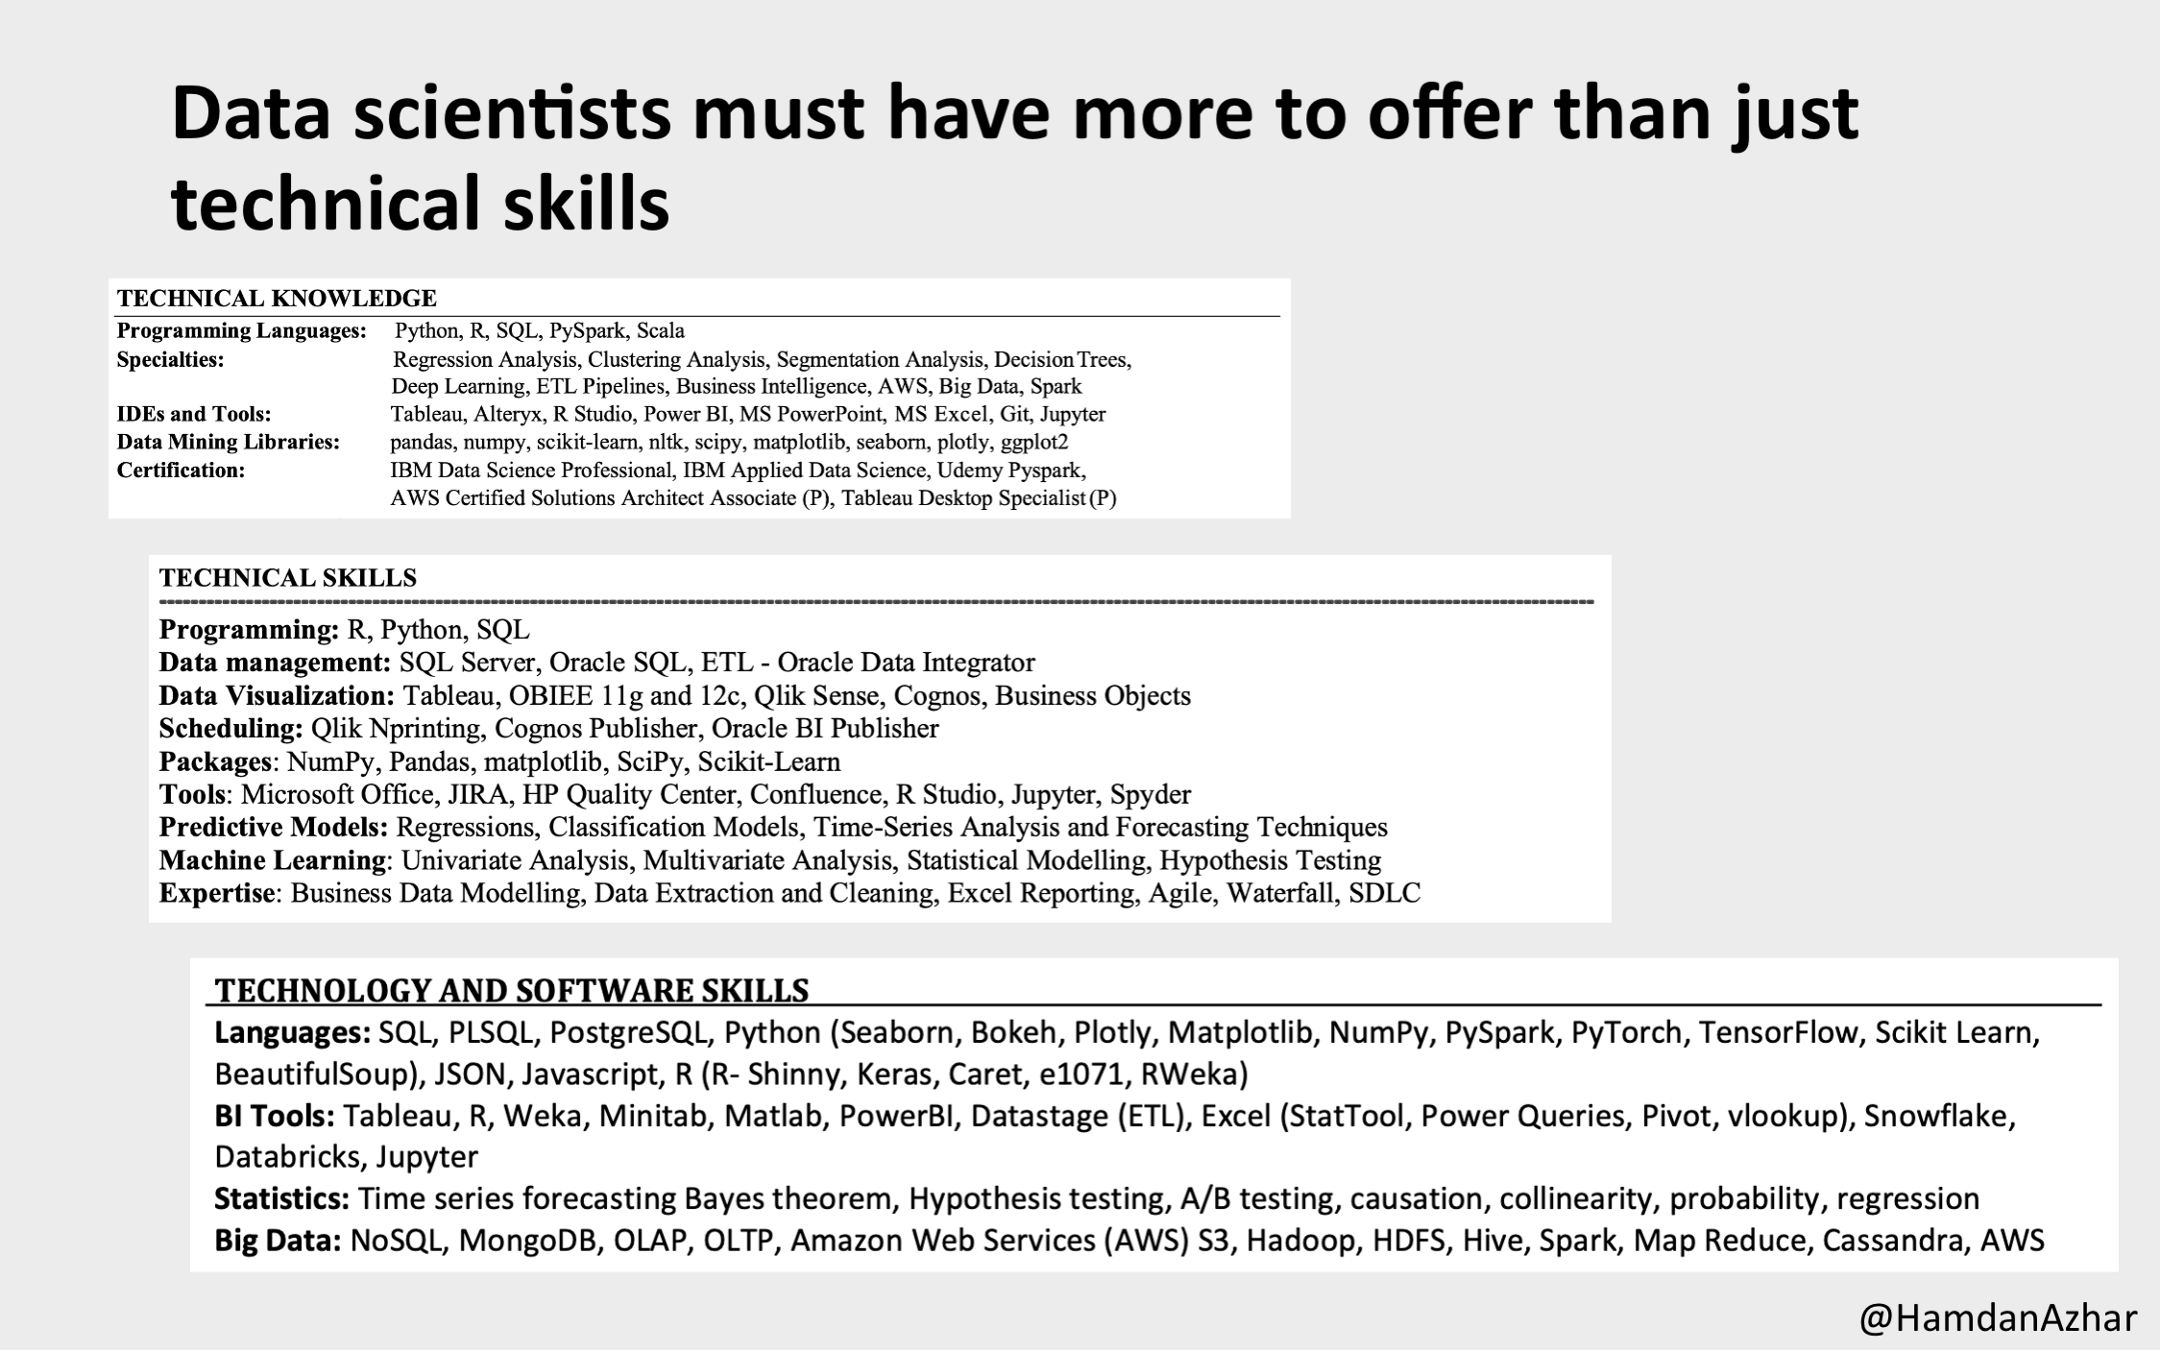 Data scientists must have more to offer than just
technical skills
TECHNICAL KNOWLEDGE
Programming Languages: Python, R, SQL, PySpark, Scala
Specialties: Regression Analysis, Clustering Analysis, Segmentation Analysis, Decision Trees,
Deep Learning, ETL Pipelines, Business Intelligence, AWS, Big Data, Spark
IDEs and Tools: Tableau, Alteryx, R Studio, Power BI, MS PowerPoint, MS Excel, Git, Jupyter
Data Mining Libraries: pandas, numpy, scikit-learn, nltk, scipy, matplotlib, seaborn, plotly, ggplot2
Certification: IBM Data Science Professional, IBM Applied Data Science, Udemy Pyspark,
AWS Certified Solutions Architect Associate (P), Tableau Desktop Specialist (P)
TECHNICAL SKILLS
Programming: R, Python, SQL
Data management: SQL Server, Oracle SQL, ETL - Oracle Data Integrator
Data Visualization: Tableau, OBIEE 11g and 12c, Qlik Sense, Cognos, Business Objects
Scheduling: Qlik Nprinting, Cognos Publisher, Oracle BI Publisher
Packages: NumPy, Pandas, matplotlib, SciPy, Scikit-Learn
Tools: Microsoft Office, JIRA, HP Quality Center, Confluence, R Studio, Jupyter, Spyder
Predictive Models: Regressions, Classification Models, Time-Series Analysis and Forecasting Techniques
Machine Learning: Univariate Analysis, Multivariate Analysis, Statistical Modelling, Hypothesis Testing
Expertise: Business Data Modelling, Data Extraction and Cleaning, Excel Reporting, Agile, Waterfall, SDLC
TECHNOLOGY AND SOFTWARE SKILLS
Languages: SQL, PLSQL, PostgreSQL, Python (Seaborn, Bokeh, Plotly, Matplotlib, NumPy, PySpark, PyTorch, TensorFlow, Scikit Learn,
BeautifulSoup), JSON, Javascript, R (R- Shinny, Keras, Caret, e1071, RWeka)
BI Tools: Tableau, R, Weka, Minitab, Matlab, PowerBI, Datastage (ETL), Excel (StatTool, Power Queries, Pivot, vlookup), Snowflake,
Databricks, Jupyter
Statistics: Time series forecasting Bayes theorem, Hypothesis testing, A/B testing, causation, collinearity, probability, regression
Big Data: NoSQL, MongoDB, OLAP, OLTP, Amazon Web Services (AWS) S3, Hadoop, HDFS, Hive, Spark, Map Reduce, Cassandra, AWS
@HamdanAzhar